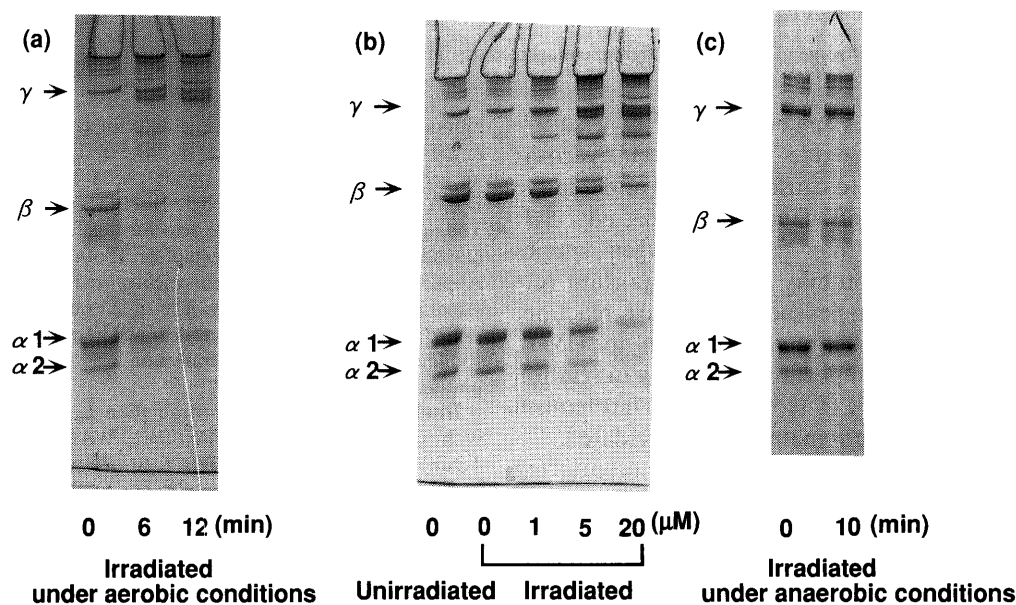 (a)
γ
β
α 1
α 2
0 6 12 (min)
Irradiated
under aerobic conditions
(b)
γ
β
α 1
α 2
0 0 1 5 20 (μM)
Unirradiated Irradiated
(c)
γ
β
α 1
α 2
0 10 (min)
Irradiated
under anaerobic conditions